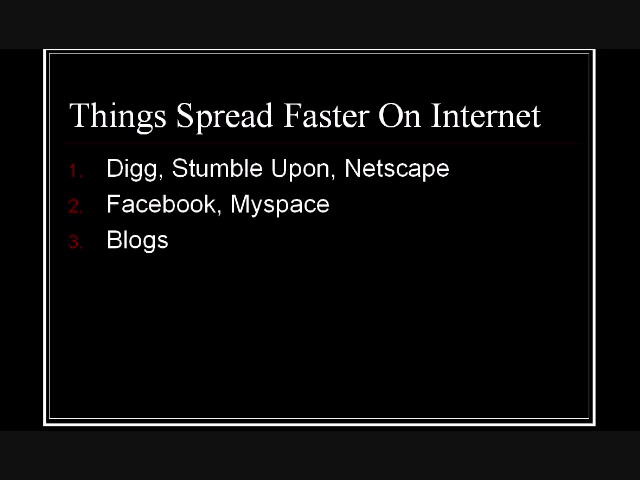 Things Spread Faster On Internet
1. Digg, Stumble Upon, Netscape
2. Facebook, Myspace
3. Blogs